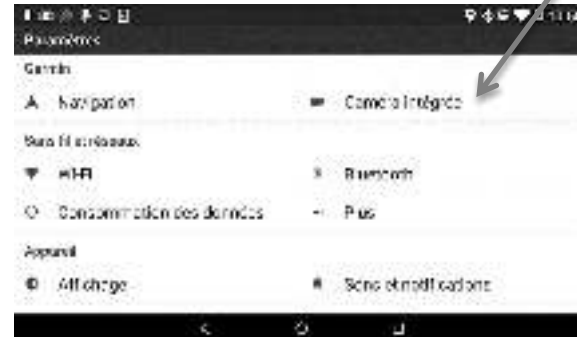 Paramètres
Garmin
Navigation Caméra intégrée
Sans fil et réseaux
Wi-Fi Bluetooth
Consommation des données Plus
Appareil
Affichage Sons et notifications